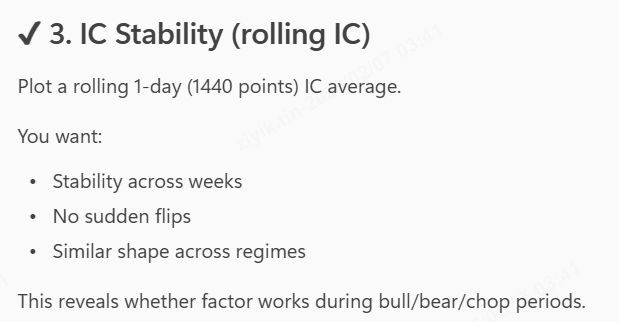 ✔ 3. IC Stability (rolling IC)
Plot a rolling 1-day (1440 points) IC average.
You want:
• Stability across weeks
• No sudden flips
• Similar shape across regimes
This reveals whether factor works during bull/bear/chop periods.